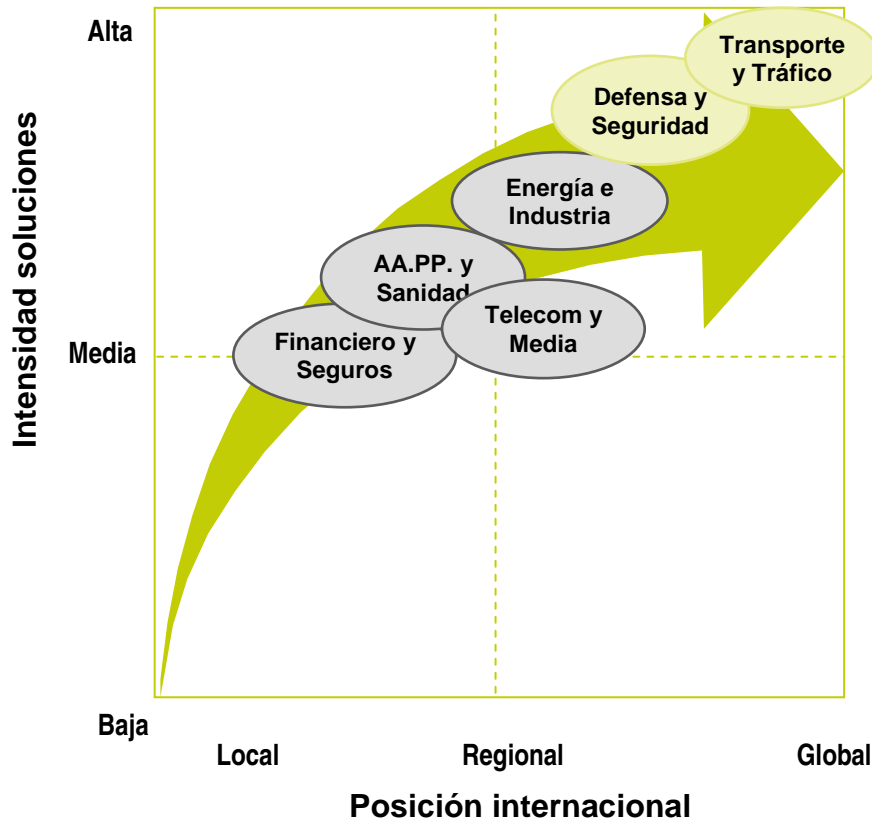 Alta
Transporte
y Tráfico
Defensa y
Seguridad
Energía e
Industria
AA.PP. y
Sanidad
Telecom y
Media
Financiero y
Seguros
Intensidad soluciones
Media
Baja
Local
Regional
Global
Posición internacional